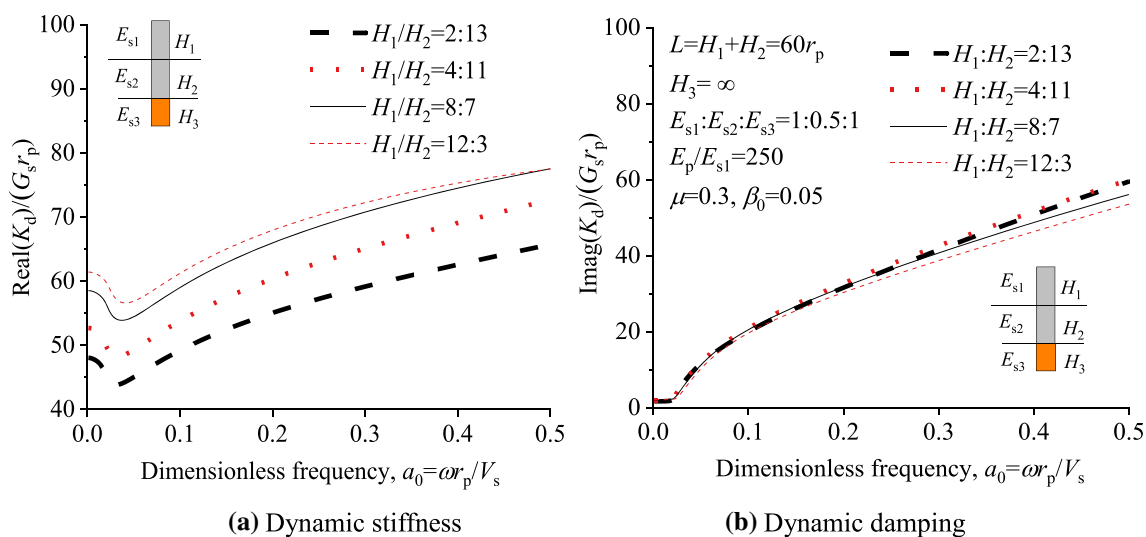 100
90
80
70
60
50
40
Real(K_d)/(G_s r_p)
E_s1
H_1
E_s2
H_2
E_s3
H_3
H_1/H_2=2:13
H_1/H_2=4:11
H_1/H_2=8:7
H_1/H_2=12:3
0.0 0.1 0.2 0.3 0.4 0.5
Dimensionless frequency, a_0=ωr_p/V_s
(a) Dynamic stiffness
100
80
60
40
20
0
Imag(K_d)/(G_s r_p)
L=H_1+H_2=60r_p
H_3= ∞
E_s1:E_s2:E_s3=1:0.5:1
E_p/E_s1=250
μ=0.3, β_0=0.05
H_1:H_2=2:13
H_1:H_2=4:11
H_1:H_2=8:7
H_1:H_2=12:3
E_s1
H_1
E_s2
H_2
E_s3
H_3
0.0 0.1 0.2 0.3 0.4 0.5
Dimensionless frequency, a_0=ωr_p/V_s
(b) Dynamic damping